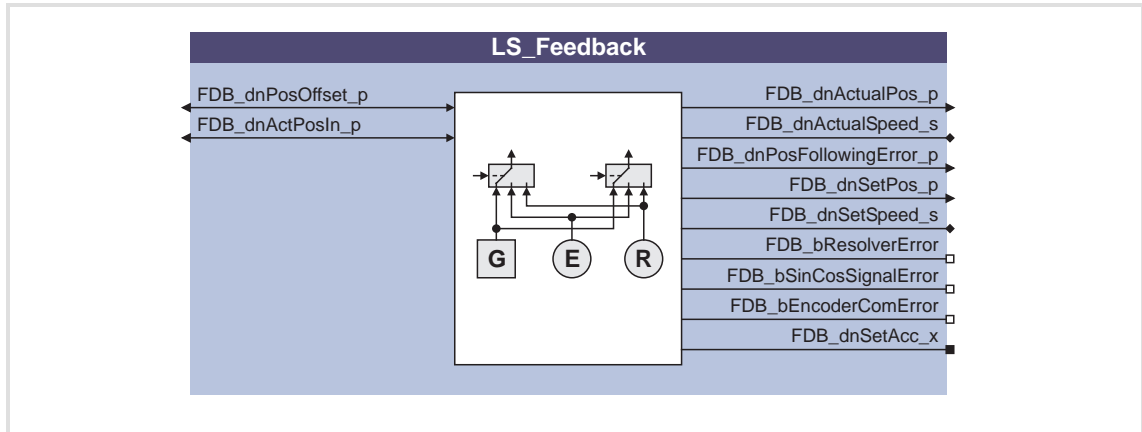 LS_Feedback
FDB_dnPosOffset_p
FDB_dnActPosIn_p
G
E
R
FDB_dnActualPos_p
FDB_dnActualSpeed_s
FDB_dnPosFollowingError_p
FDB_dnSetPos_p
FDB_dnSetSpeed_s
FDB_bResolverError
FDB_bSinCosSignalError
FDB_bEncoderComError
FDB_dnSetAcc_x